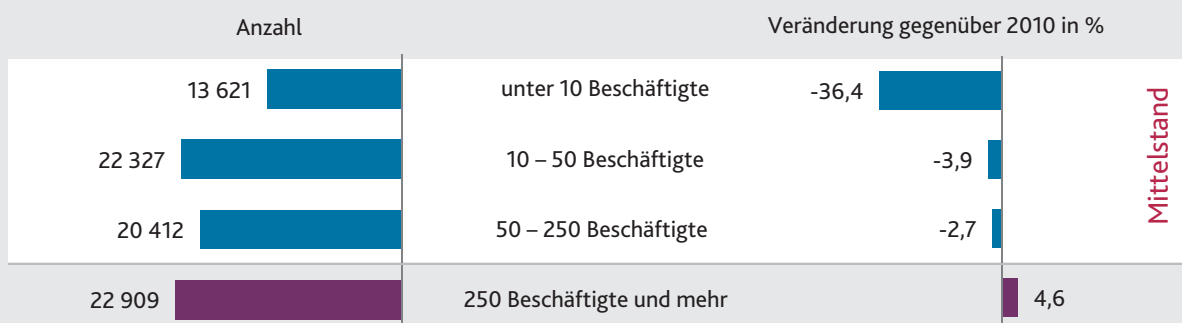 Anzahl Veränderung gegenüber 2010 in %
13 621 unter 10 Beschäftigte -36,4
22 327 10 – 50 Beschäftigte -3,9
20 412 50 – 250 Beschäftigte -2,7
Mittelstand
22 909 250 Beschäftigte und mehr 4,6